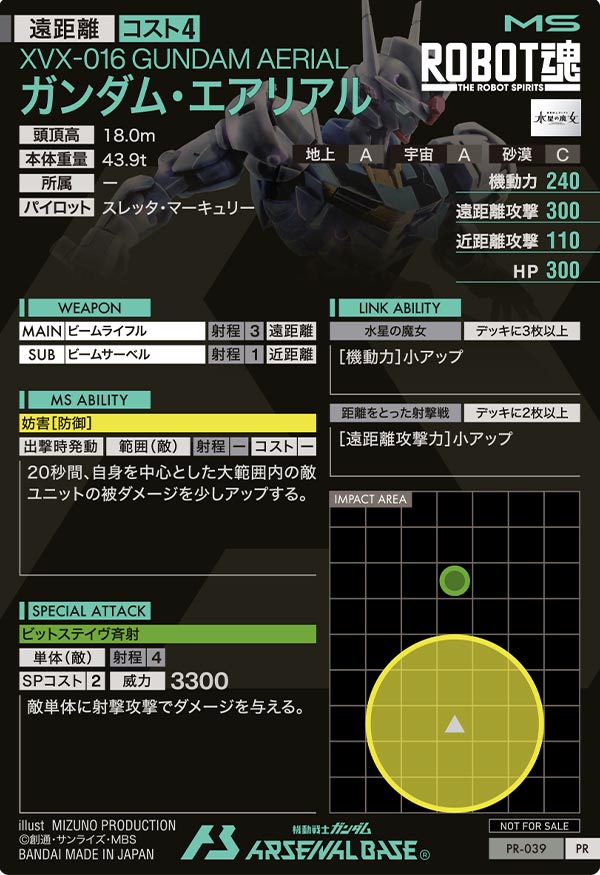 遠距離 コスト4
MS
XVX-016 GUNDAM AERIAL
ガンダム・エアリアル
ROBOT魂
THE ROBOT SPIRITS
水星の魔女
頭頂高 18.0m
本体重量 43.9t
所属 ー
パイロット スレッタ・マーキュリー
地上 A 宇宙 A 砂漠 C
機動力 240
遠距離攻撃 300
近距離攻撃 110
HP 300
WEAPON
MAIN ビームライフル 射程 3 遠距離
SUB ビームサーベル 射程 1 近距離
MS ABILITY
妨害[防御]
出撃時発動 範囲(敵) 射程 ー コスト ー
20秒間、自身を中心とした大範囲内の敵
ユニットの被ダメージを少しアップする。
SPECIAL ATTACK
ビットステイヴ斉射
単体(敵) 射程 4
SPコスト 2 威力 3300
敵単体に射撃攻撃でダメージを与える。
LINK ABILITY
水星の魔女 デッキに3枚以上
[機動力]小アップ
距離をとった射撃戦 デッキに2枚以上
[遠距離攻撃力]小アップ
IMPACT AREA
illust MIZUNO PRODUCTION
©創通・サンライズ・MBS
BANDAI MADE IN JAPAN
機動戦士ガンダム
ARSENAL BASE®
NOT FOR SALE
PR-039 PR